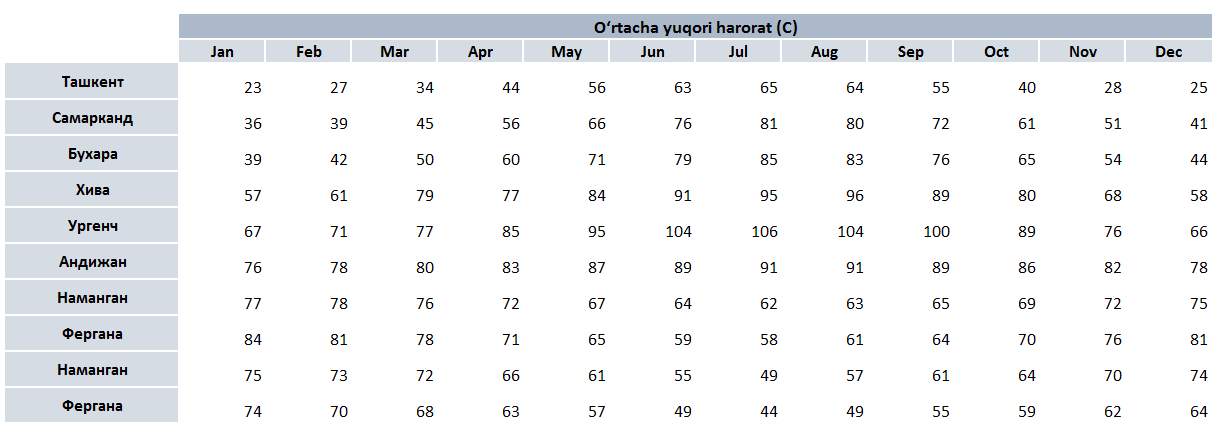 O‘rtacha yuqori harorat (C)
Jan Feb Mar Apr May Jun Jul Aug Sep Oct Nov Dec
Ташкент 23 27 34 44 56 63 65 64 55 40 28 25
Самарканд 36 39 45 56 66 76 81 80 72 61 51 41
Бухара 39 42 50 60 71 79 85 83 76 65 54 44
Хива 57 61 79 77 84 91 95 96 89 80 68 58
Ургенч 67 71 77 85 95 104 106 104 100 89 76 66
Андижан 76 78 80 83 87 89 91 91 89 86 82 78
Наманган 77 78 76 72 67 64 62 63 65 69 72 75
Фергана 84 81 78 71 65 59 58 61 64 70 76 81
Наманган 75 73 72 66 61 55 49 57 61 64 70 74
Фергана 74 70 68 63 57 49 44 49 55 59 62 64